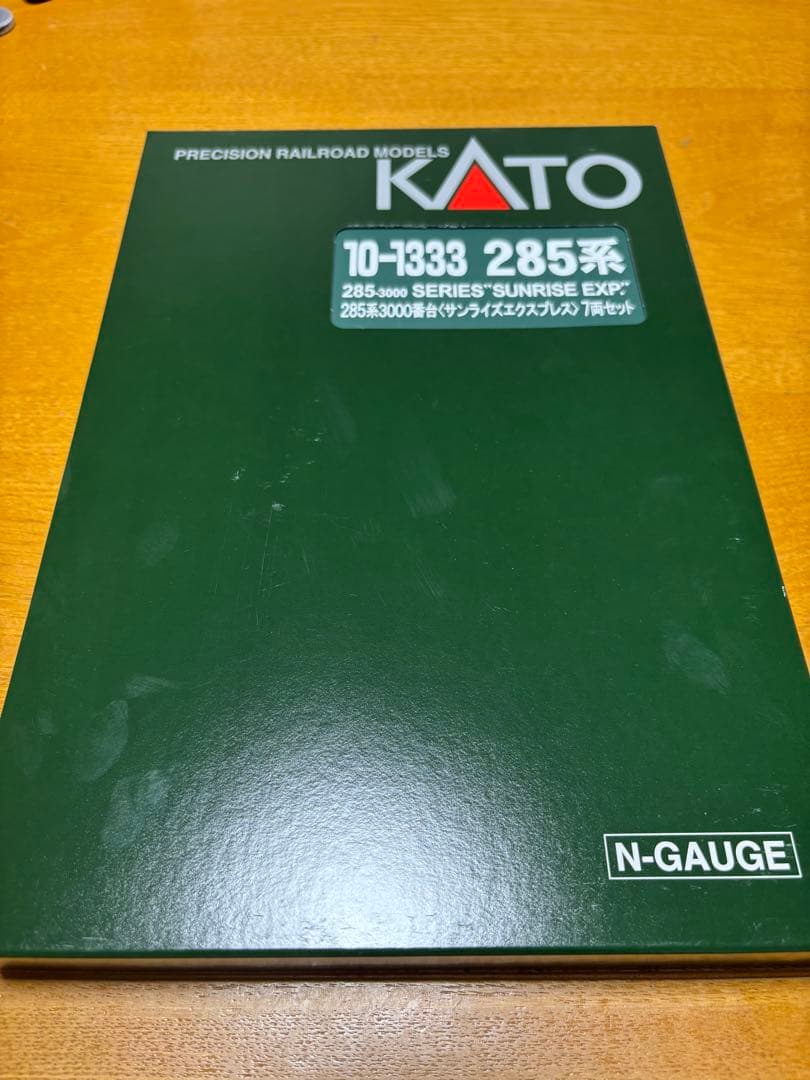 PRECISION RAILROAD MODELS
KATO
10-1333 285系
285-3000 SERIES "SUNRISE EXP."
285系3000番台〈サンライズエクスプレス〉7両セット
N-GAUGE